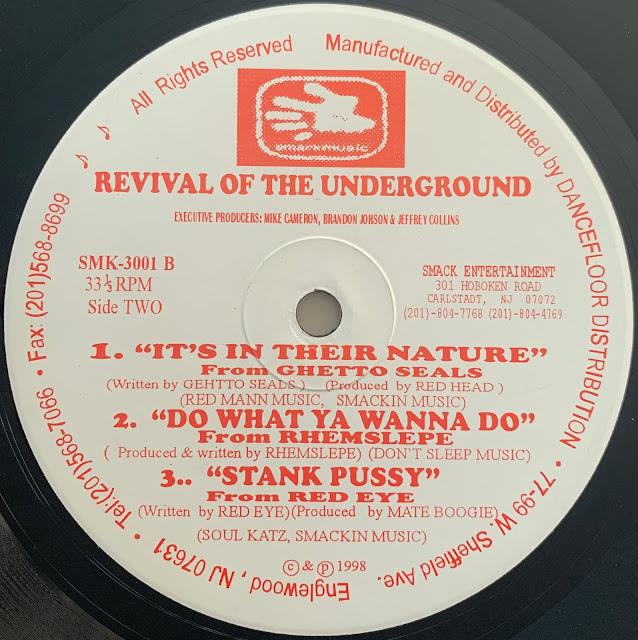 ♪ ♪ All Rights Reserved Manufactured and Distributed by DANCEFLOOR DISTRIBUTION • 77-99 W. Sheffield Ave. Englewood, NJ 07631 • Tel:(201)568-7066 • Fax: (201)568-8699
smackmusic
REVIVAL OF THE UNDERGROUND
EXECUTIVE PRODUCERS: MIKE CAMERON, BRANDON JOHSON & JEFFREY COLLINS
SMK-3001 B
33⅓ RPM
Side TWO
SMACK ENTERTAINMENT
301 HOBOKEN ROAD
CARLSTADT, NJ 07072
(201)-804-7768 (201)-804-4769
1. "IT'S IN THEIR NATURE"
From GHETTO SEALS
(Written by GEHTTO SEALS ) (Produced by RED HEAD )
(RED MANN MUSIC, SMACKIN MUSIC)
2. "DO WHAT YA WANNA DO"
From RHEMSLEPE
( Produced & written by RHEMSLEPE) (DON'T SLEEP MUSIC)
3.. "STANK PUSSY"
From RED EYE
(Written by RED EYE)(Produced by MATE BOOGIE)
(SOUL KATZ, SMACKIN MUSIC)
© & ℗ 1998